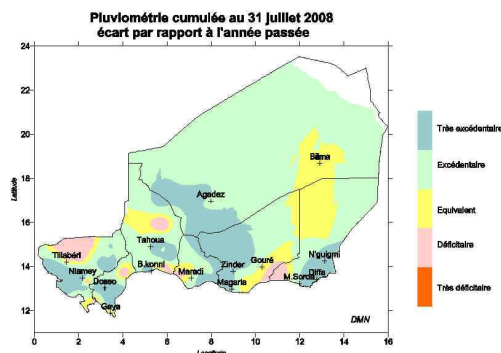 Pluviométrie cumulée au 31 juillet 2008
écart par rapport à l'année passée
24
22
20
18
16
14
12
Latitude
0 2 4 6 8 10 12 14 16
Longitude
Bilma
Agadez
Tahoua
Tillabéri
N'guigmi
Gouré
Zinder
B.konni
Maradi
Niamey
Diffa
M.Soroa
Dosso
Magaria
Gaya
DMN
Très excédentaire
Excédentaire
Equivalent
Déficitaire
Très déficitaire